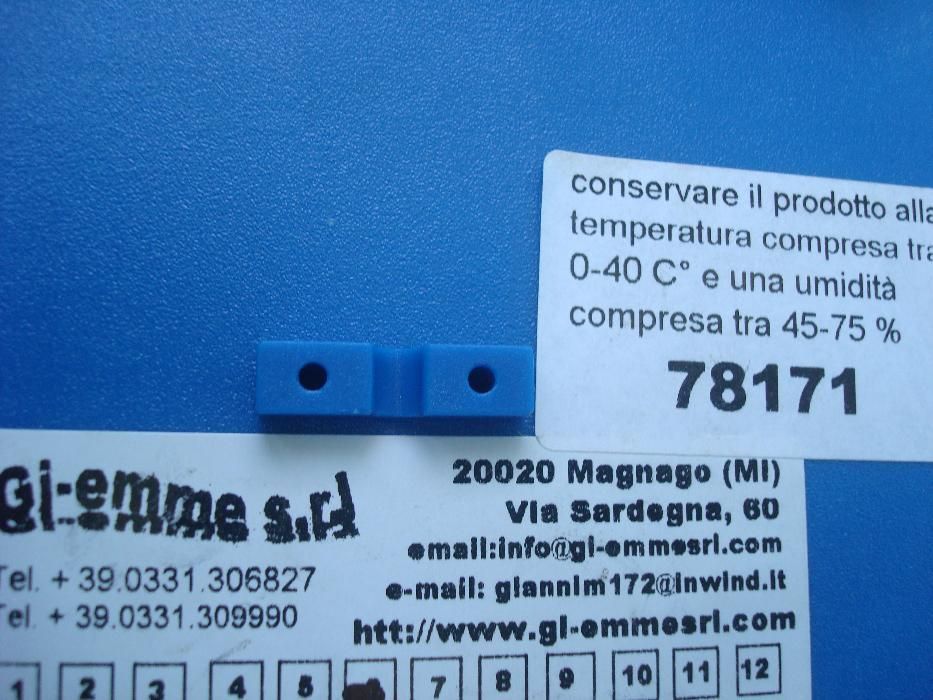 conservare il prodotto alla
temperatura compresa tra
0-40 C° e una umidità
compresa tra 45-75 %
78171
Gi-emme s.rl
20020 Magnago (MI)
Via Sardegna, 60
email:info@gi-emmesrl.com
e-mail: giannim172@inwind.it
htt://www.gi-emmesrl.com
Tel. + 39.0331.306827
Tel. + 39.0331.309990
1 2 3 4 5 7 8 9 10 11 12